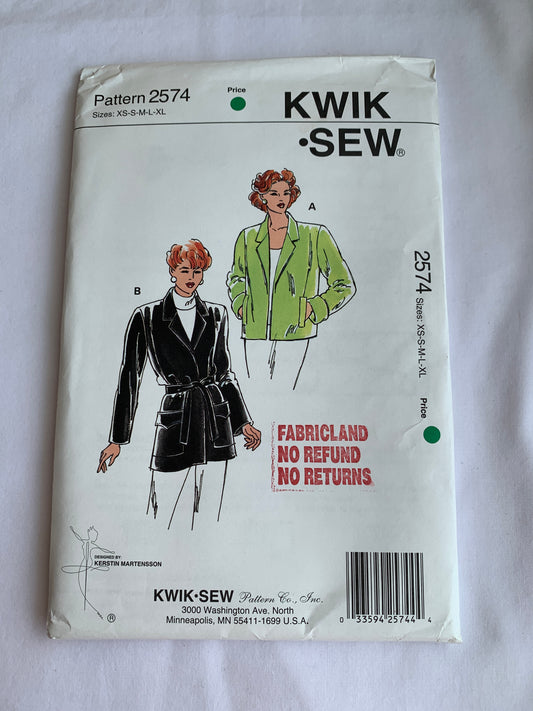 Pattern 2574
Sizes: XS-S-M-L-XL
Price
KWIK
•SEW®
A
B
2574 Sizes: XS-S-M-L-XL Price
FABRICLAND
NO REFUND
NO RETURNS
DESIGNED BY:
KERSTIN MARTENSSON
®
KWIK•SEW Pattern Co., Inc.
3000 Washington Ave. North
Minneapolis, MN 55411-1699 U.S.A.
0 33594 25744 4